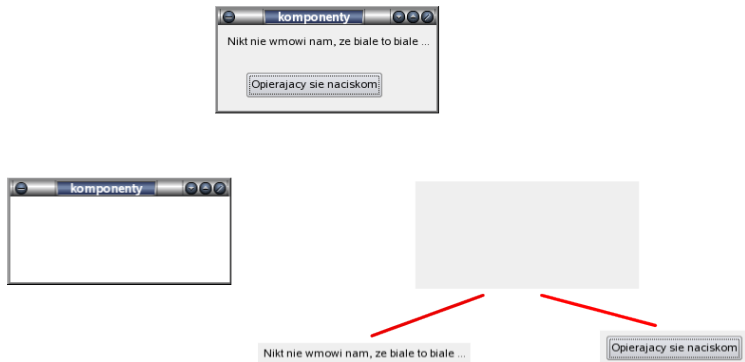 komponenty
Nikt nie wmowi nam, ze biale to biale ...
Opierajacy sie naciskom
komponenty
Nikt nie wmowi nam, ze biale to biale ...
Opierajacy sie naciskom